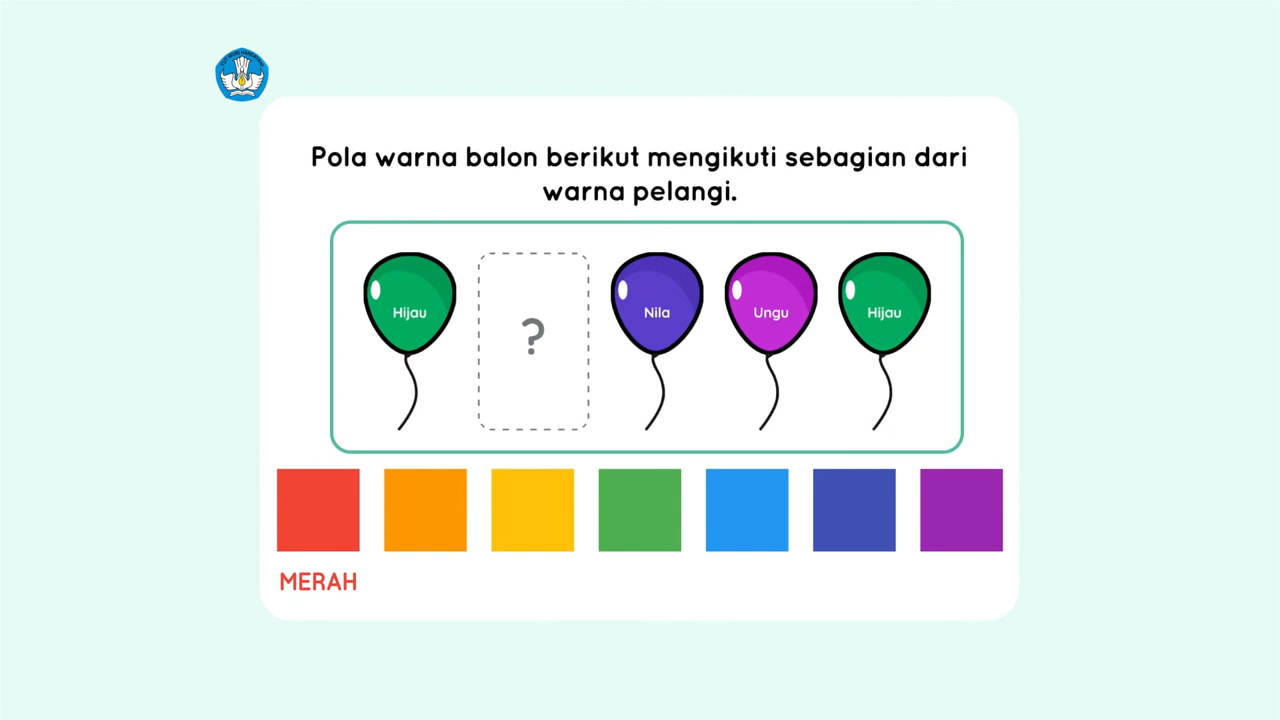 Pola warna balon berikut mengikuti sebagian dari
warna pelangi.
Hijau
?
Nila
Ungu
Hijau
MERAH